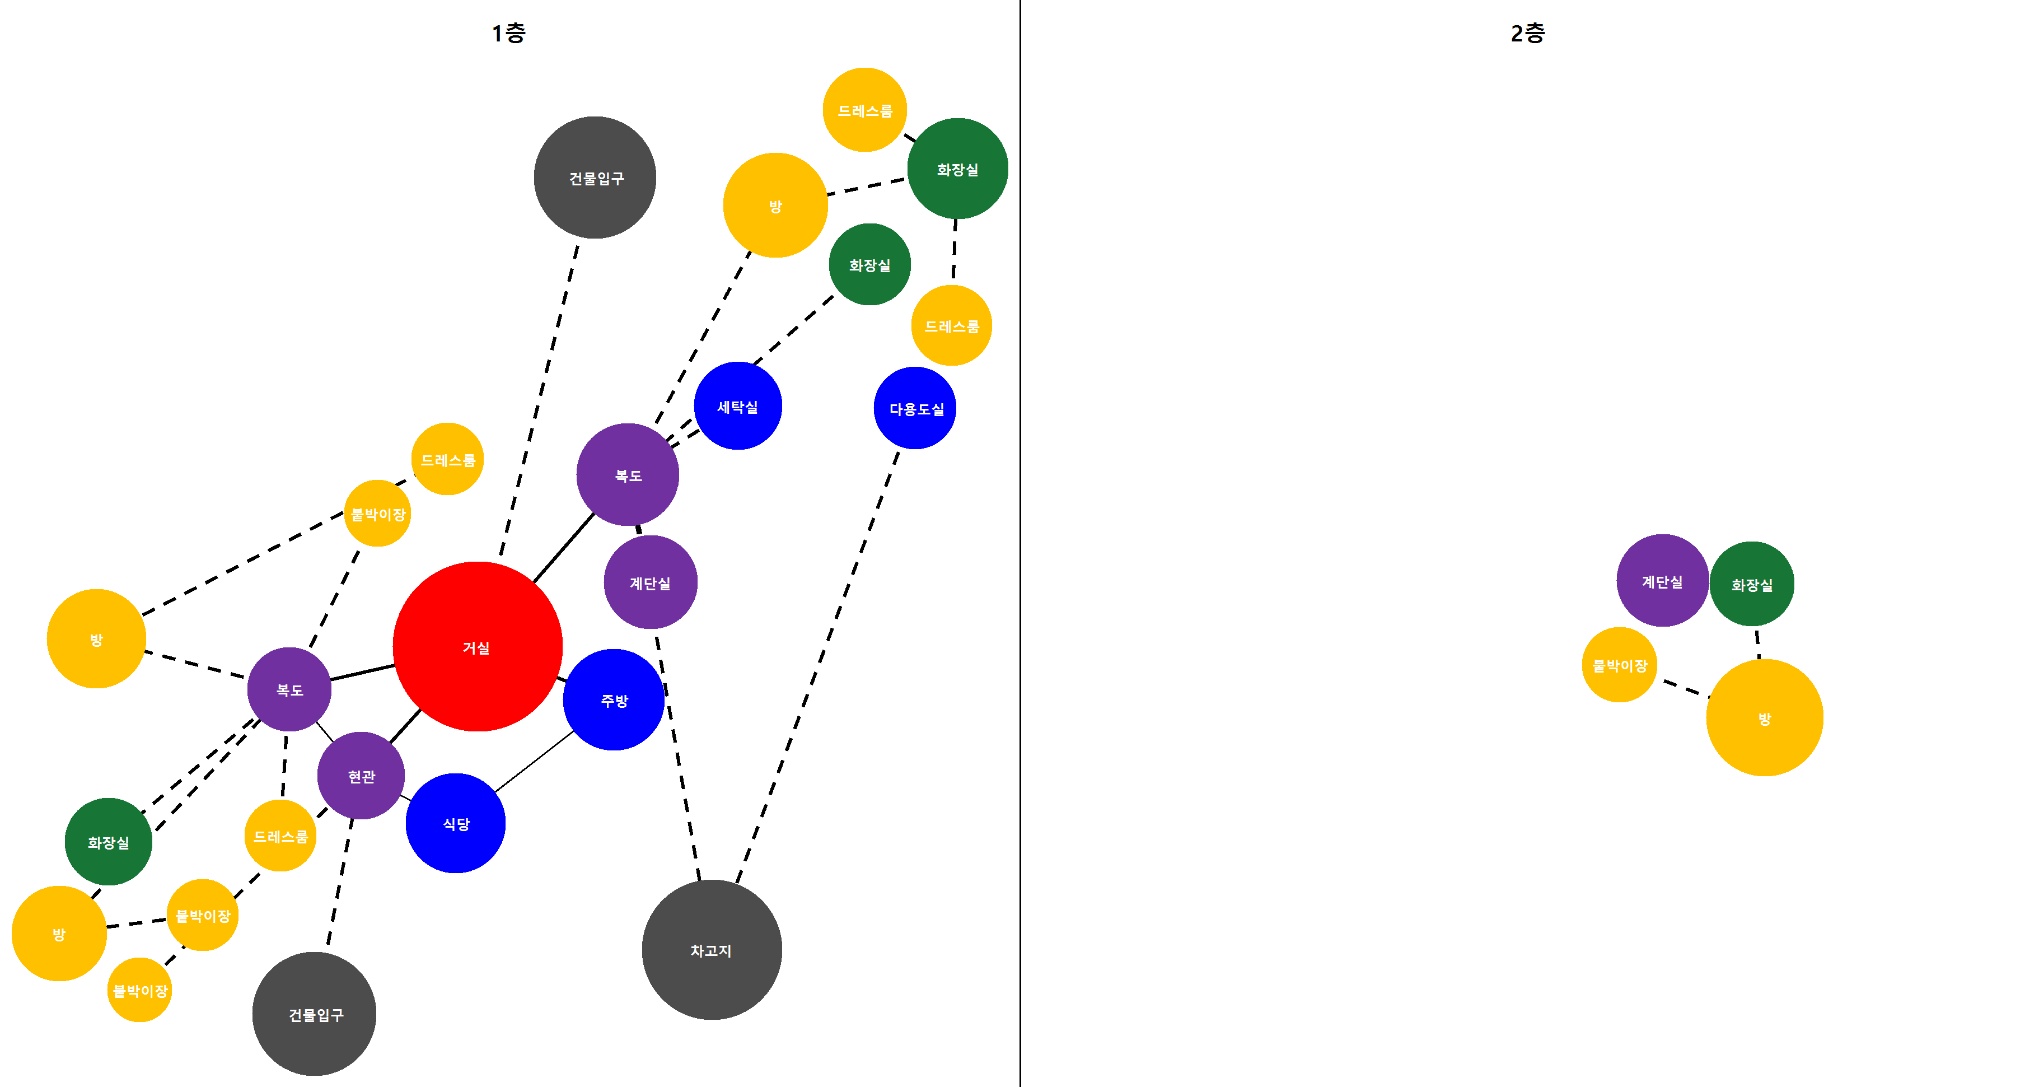 1층
2층
드레스룸
화장실
건물입구
방
화장실
드레스룸
세탁실
다용도실
드레스룸
복도
붙박이장
계단실
계단실
화장실
방
거실
붙박이장
복도
주방
방
현관
식당
드레스룸
화장실
붙박이장
방
차고지
붙박이장
건물입구